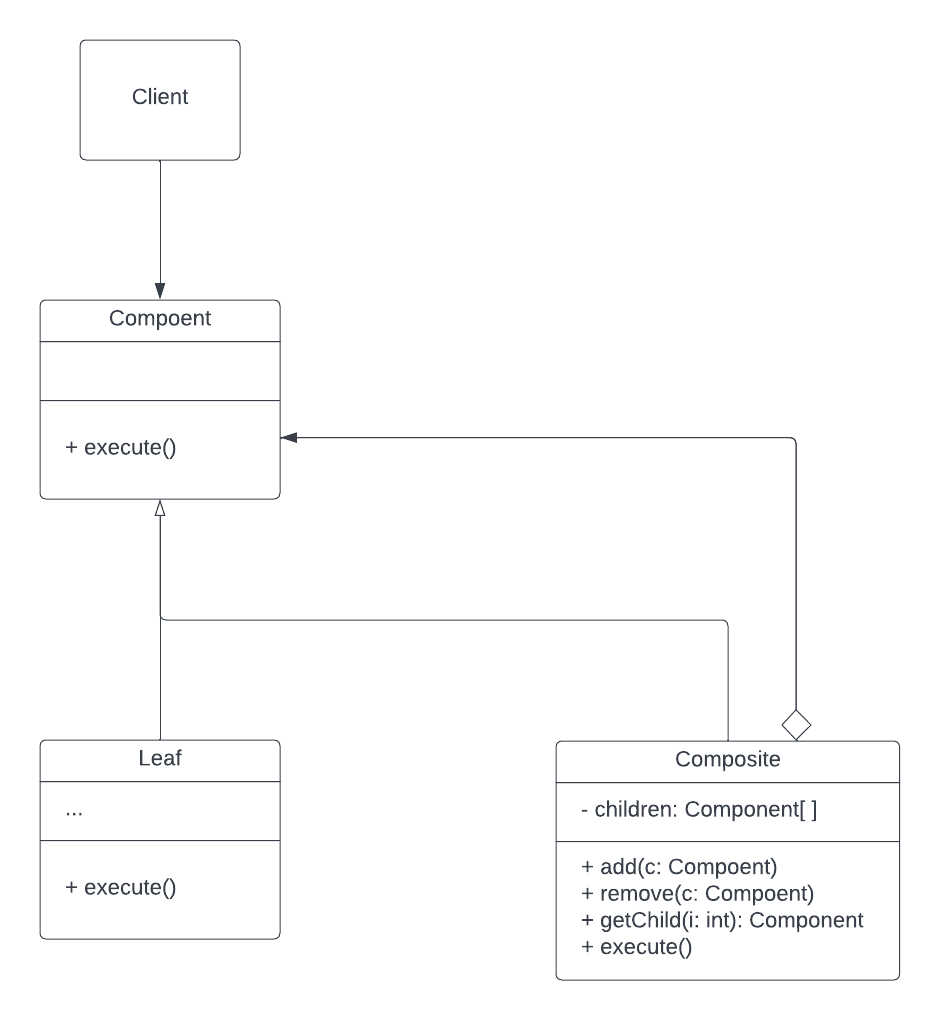 Client
Compoent
+ execute()
Leaf
...
+ execute()
Composite
- children: Component[ ]
+ add(c: Compoent)
+ remove(c: Compoent)
+ getChild(i: int): Component
+ execute()